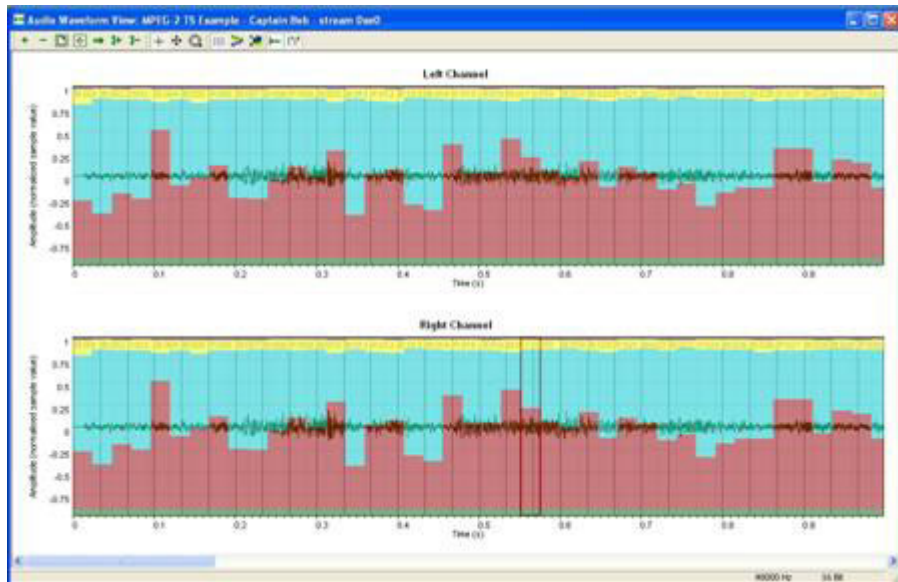 Audio Waveform View: MPEG-2 TS Example - Captain Bob - stream
Left Channel
Amplitude (normalised sample value)
1
0.75
0.5
0.25
0
-0.25
-0.5
-0.75
0 0.1 0.2 0.3 0.4 0.5 0.6 0.7 0.8 0.9
Time (s)
Right Channel
Amplitude (normalised sample value)
1
0.75
0.5
0.25
0
-0.25
-0.5
-0.75
0 0.1 0.2 0.3 0.4 0.5 0.6 0.7 0.8 0.9
Time (s)
48000 Hz 16 Bit